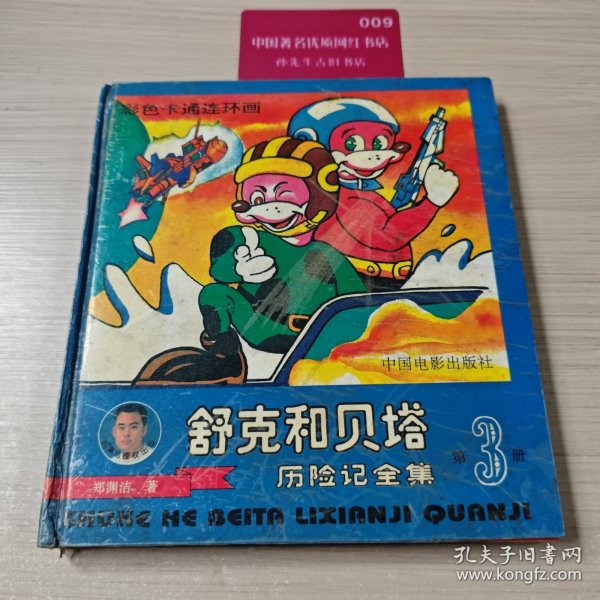 009
中国著名优质网红书店
孙先生古旧书店
彩色卡通连环画
中国电影出版社
舒克和贝塔
历险记全集
第3册
郑渊洁 著
SHUKE HE BEITA LIXIANJI QUANJI
孔夫子旧书网
www.kongfz.com